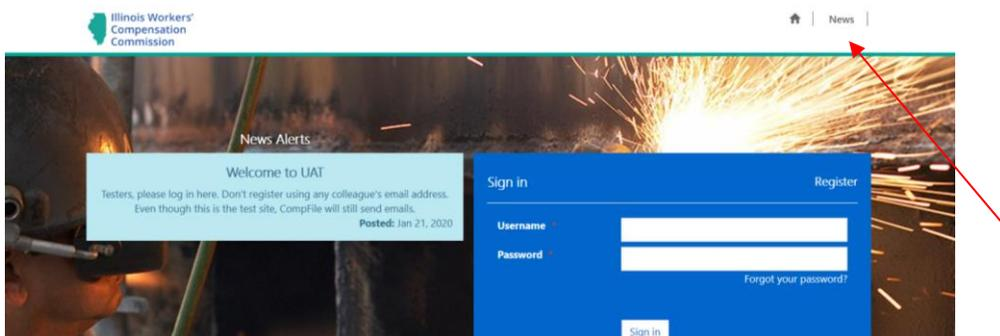 Illinois Workers'
Compensation
Commission
News
News Alerts
Welcome to UAT
Testers, please log in here. Don't register using any colleague's email address.
Even though this is the test site, CompFile will still send emails.
Posted: Jan 21, 2020
Sign in
Register
Username *
Password *
Forgot your password?
Sign in